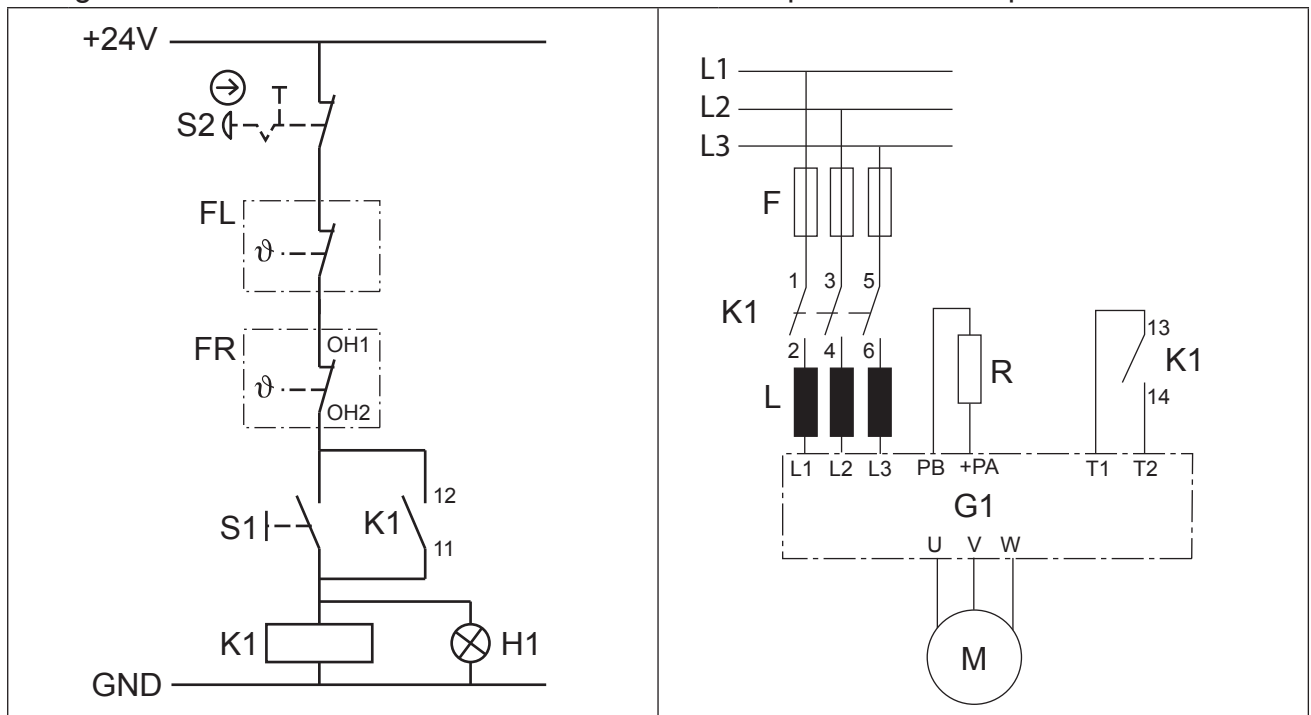 +24V
S2
FL
ϑ
FR
OH1
ϑ
OH2
12
S1
K1
11
K1
H1
GND
L1
L2
L3
F
1 3 5
K1
2 4 6
L
R
13
K1
14
L1 L2 L3 PB +PA T1 T2
G1
U V W
M